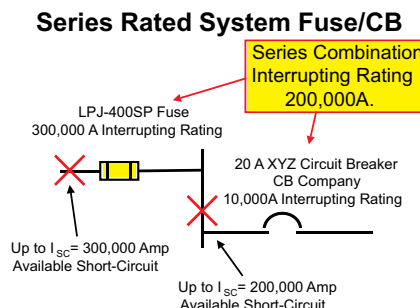 Series Rated System Fuse/CB
Series Combination
Interrupting Rating
200,000A.
LPJ-400SP Fuse
300,000 A Interrupting Rating
20 A XYZ Circuit Breaker
CB Company
10,000A Interrupting Rating
Up to I SC= 300,000 Amp
Available Short-Circuit
Up to I SC= 200,000 Amp
Available Short-Circuit